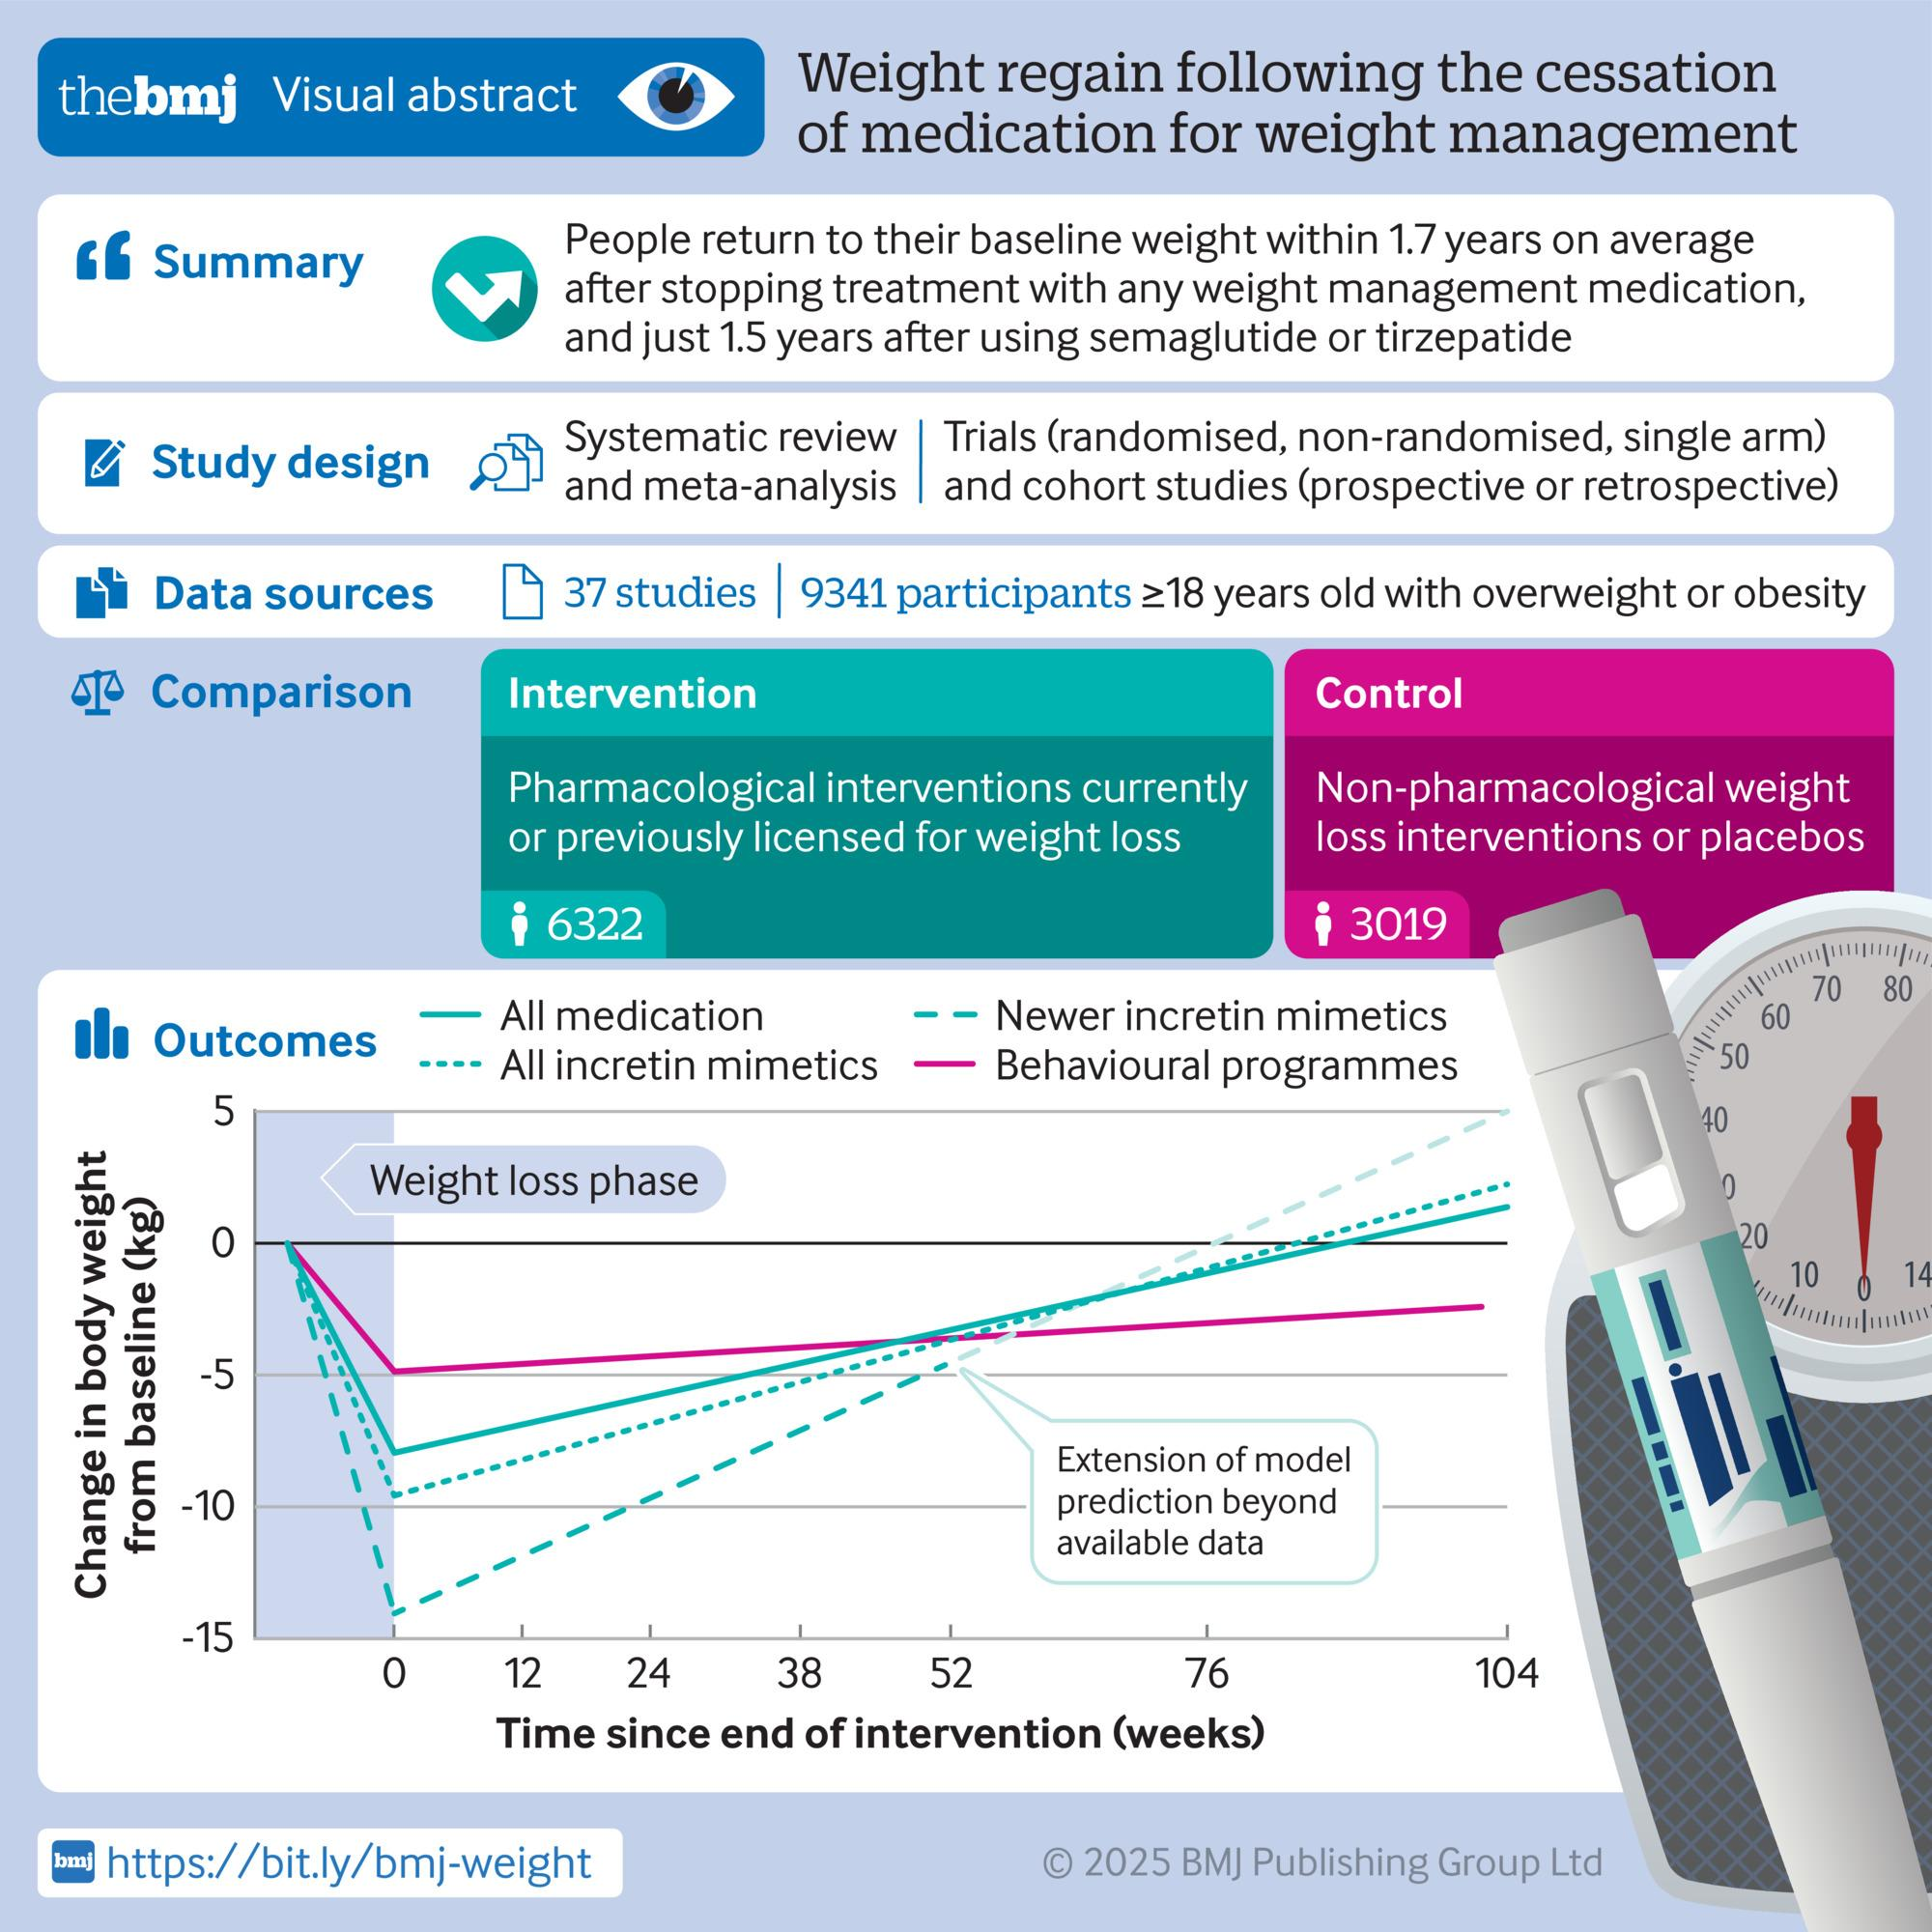 thebmj Visual abstract
Weight regain following the cessation
of medication for weight management
Summary
People return to their baseline weight within 1.7 years on average
after stopping treatment with any weight management medication,
and just 1.5 years after using semaglutide or tirzepatide
Study design
Systematic review
and meta-analysis
Trials (randomised, non-randomised, single arm)
and cohort studies (prospective or retrospective)
Data sources
37 studies
9341 participants ≥18 years old with overweight or obesity
Comparison
Intervention
Pharmacological interventions currently
or previously licensed for weight loss
6322
Control
Non-pharmacological weight
loss interventions or placebos
3019
Outcomes
All medication
Newer incretin mimetics
All incretin mimetics
Behavioural programmes
Change in body weight
from baseline (kg)
5
0
-5
-10
-15
Weight loss phase
Extension of model
prediction beyond
available data
0 12 24 38 52 76 104
Time since end of intervention (weeks)
80
70
60
50
40
0
20
10
0
14
bmj https://bit.ly/bmj-weight
© 2025 BMJ Publishing Group Ltd